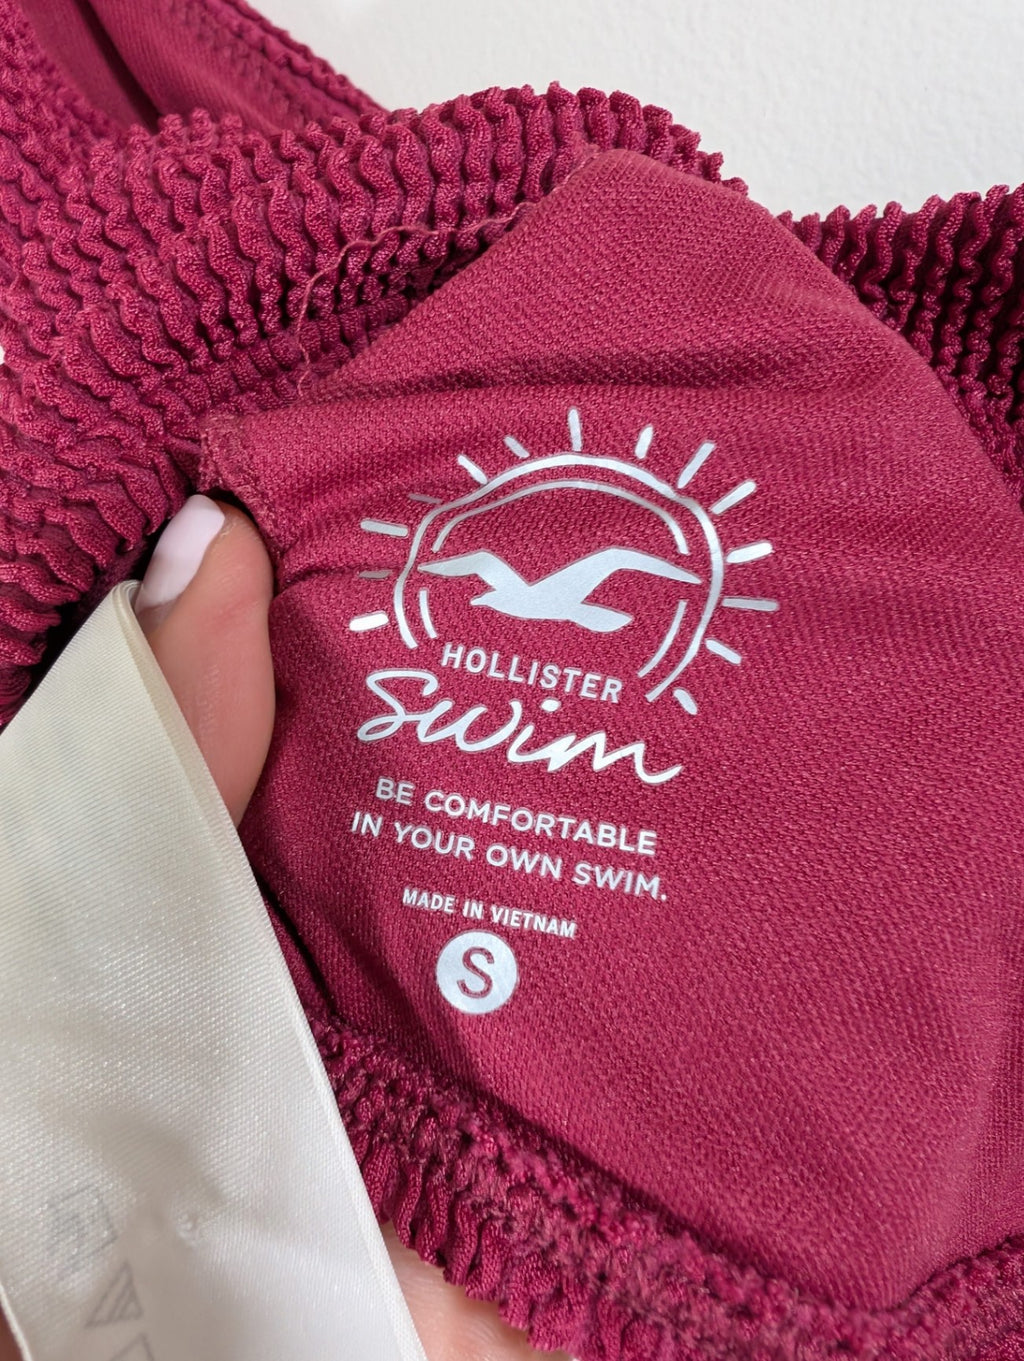 HOLLISTER
Swim
BE COMFORTABLE
IN YOUR OWN SWIM.
MADE IN VIETNAM
S